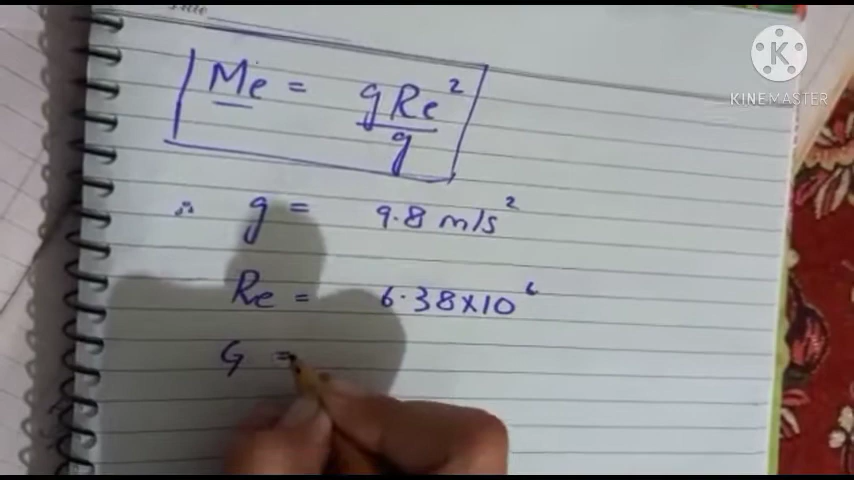 K
KINEMASTER
Me = gRe²/g
∴ g = 9.8 m/s²
Re = 6.38×10⁶
G =